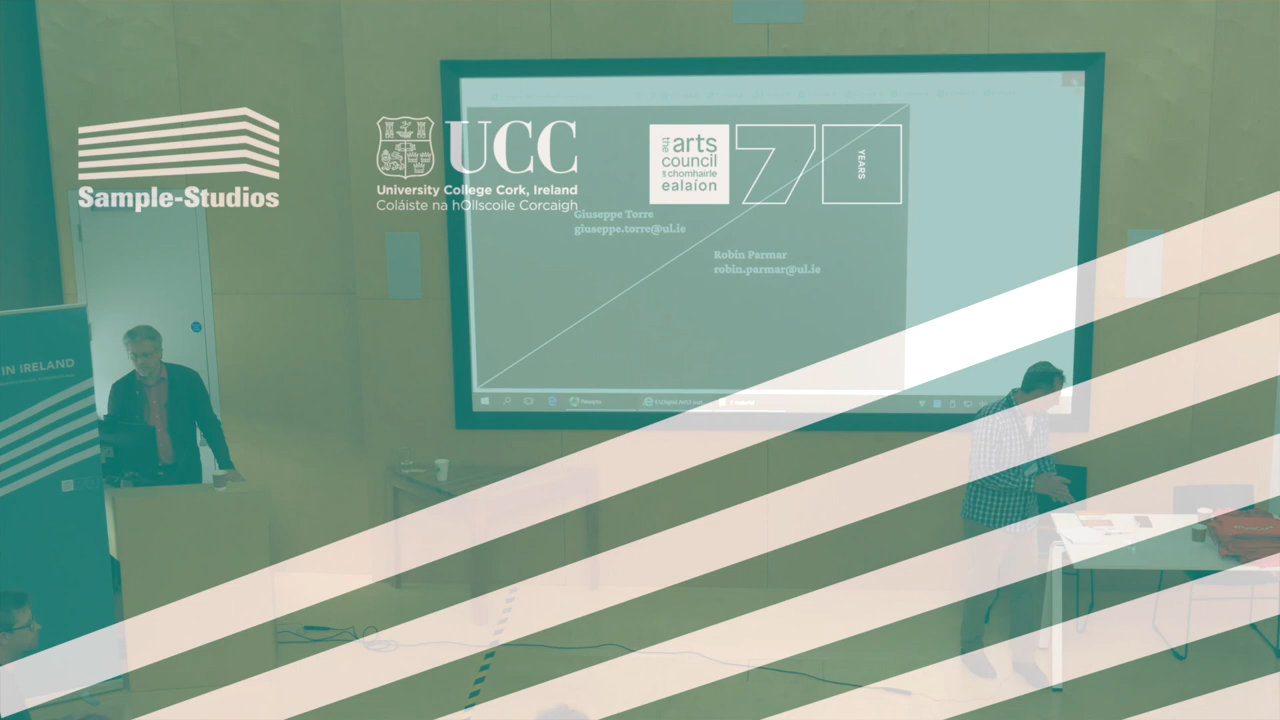 Sample-Studios
UCC
University College Cork, Ireland
Coláiste na hOllscoile Corcaigh
the arts
council
chomhairle
ealaíon
70
YEARS
Giuseppe Torre
giuseppe.torre@ul.ie
Robin Parmar
robin.parmar@ul.ie
IN IRELAND